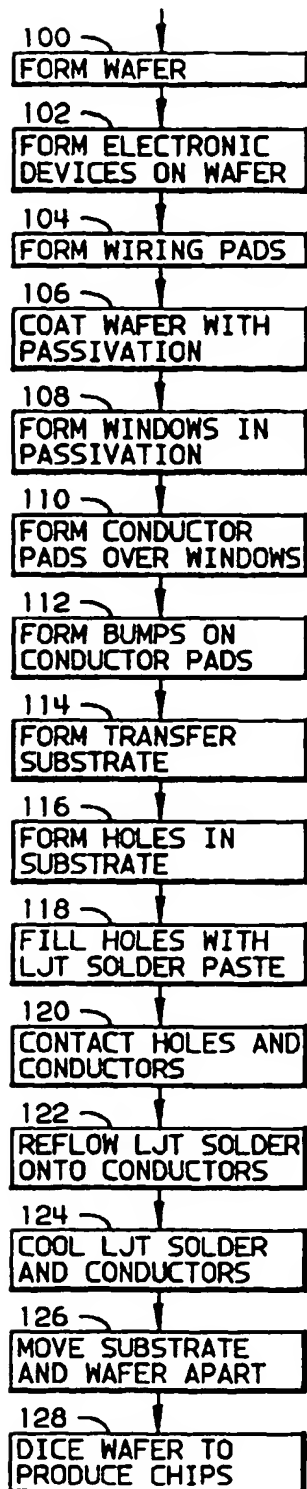 100
FORM WAFER
102
FORM ELECTRONIC
DEVICES ON WAFER
104
FORM WIRING PADS
106
COAT WAFER WITH
PASSIVATION
108
FORM WINDOWS IN
PASSIVATION
110
FORM CONDUCTOR
PADS OVER WINDOWS
112
FORM BUMPS ON
CONDUCTOR PADS
114
FORM TRANSFER
SUBSTRATE
116
FORM HOLES IN
SUBSTRATE
118
FILL HOLES WITH
LJT SOLDER PASTE
120
CONTACT HOLES AND
CONDUCTORS
122
REFLOW LJT SOLDER
ONTO CONDUCTORS
124
COOL LJT SOLDER
AND CONDUCTORS
126
MOVE SUBSTRATE
AND WAFER APART
128
DICE WAFER TO
PRODUCE CHIPS